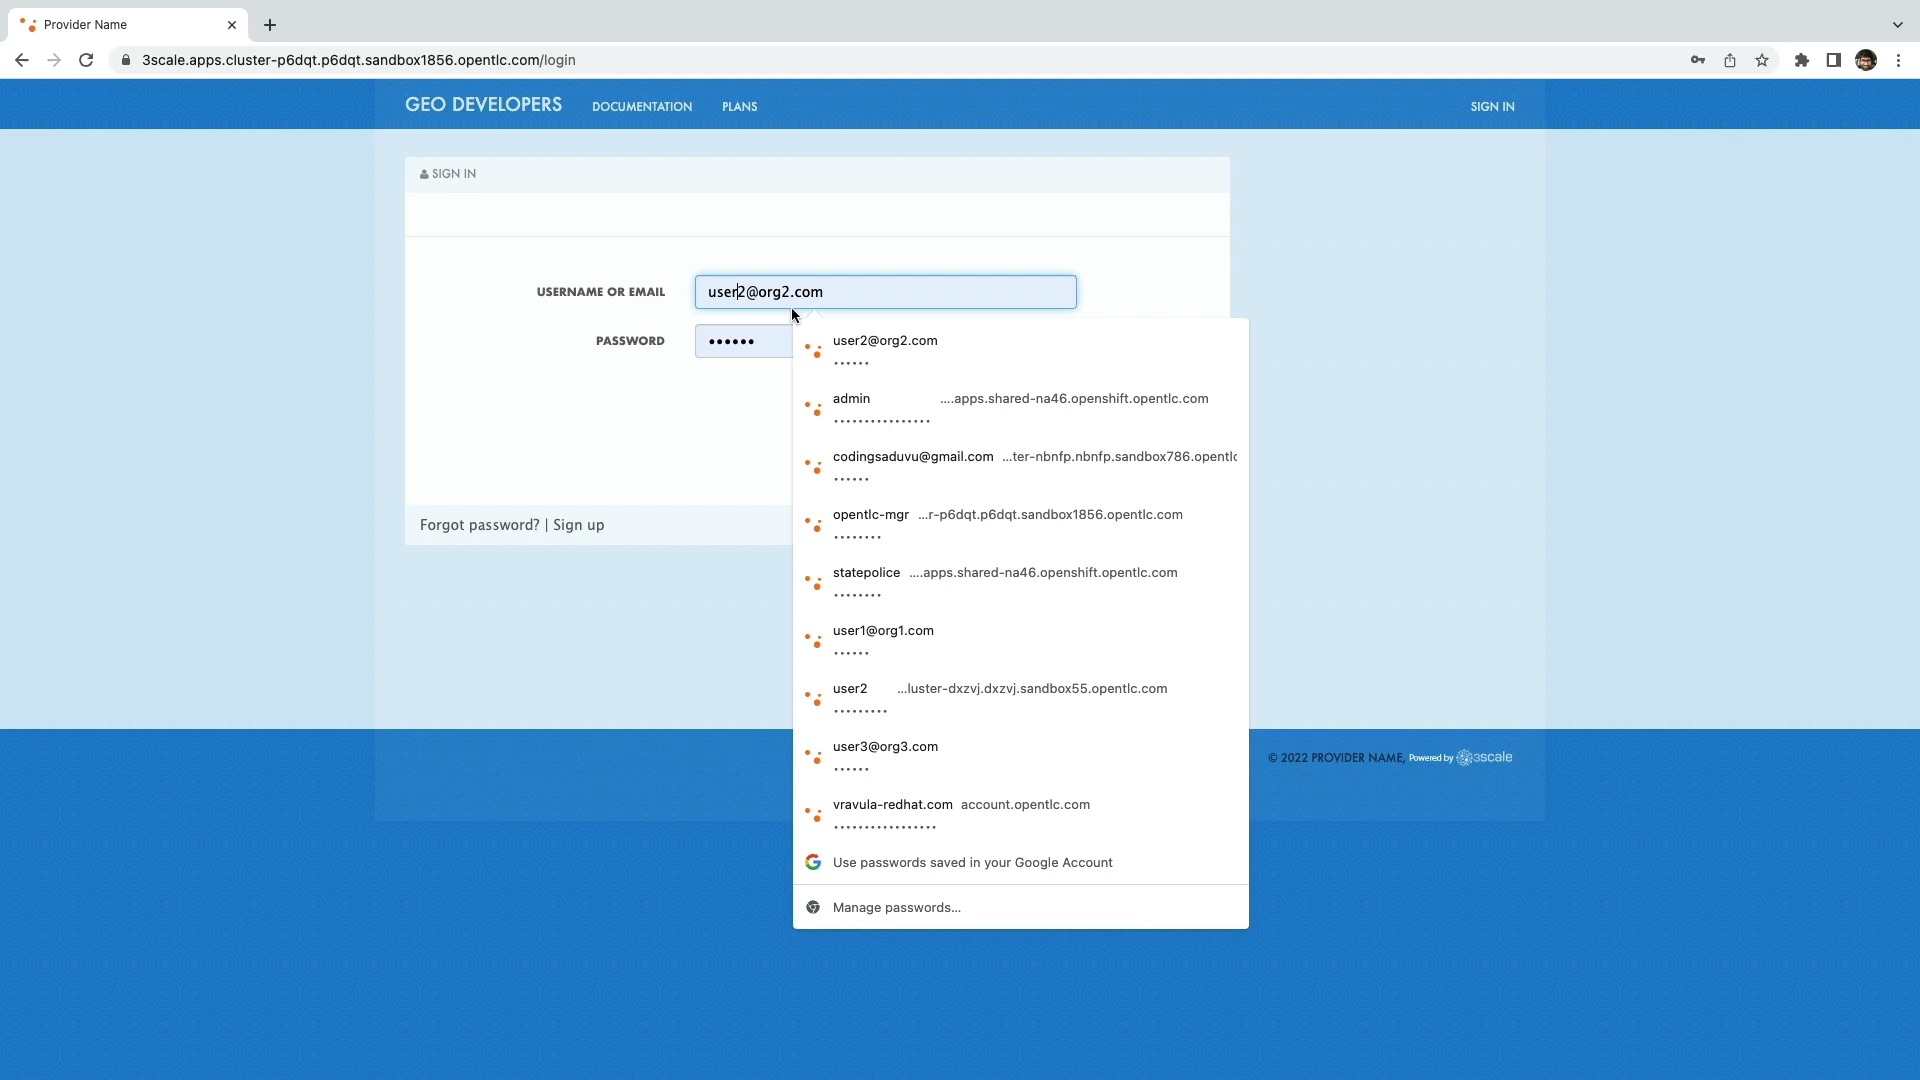 Provider Name
3scale.apps.cluster-p6dqt.p6dqt.sandbox1856.opentlc.com/login
GEO DEVELOPERS DOCUMENTATION PLANS SIGN IN
SIGN IN
USERNAME OR EMAIL user2@org2.com
PASSWORD ••••••
user2@org2.com
••••••
admin ....apps.shared-na46.openshift.opentlc.com
••••••••••••••••
codingsaduvu@gmail.com ...ter-nbnfp.nbnfp.sandbox786.opentlc
••••••
opentlc-mgr ...r-p6dqt.p6dqt.sandbox1856.opentlc.com
••••••••
statepolice ....apps.shared-na46.openshift.opentlc.com
••••••••
user1@org1.com
••••••
user2 ...luster-dxzvj.dxzvj.sandbox55.opentlc.com
•••••••••
user3@org3.com
••••••
vravula-redhat.com account.opentlc.com
•••••••••••••••••
Use passwords saved in your Google Account
Manage passwords...
Forgot password? | Sign up
© 2022 PROVIDER NAME, Powered by 3scale